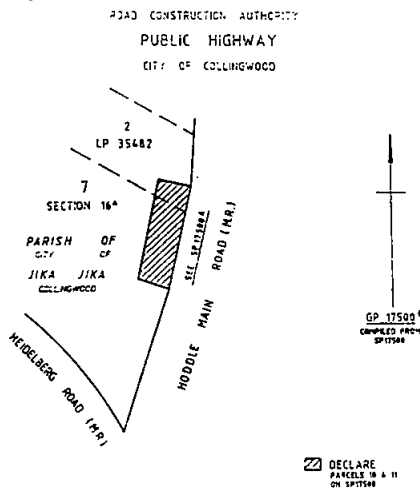 ROAD CONSTRUCTION AUTHORITY
PUBLIC HIGHWAY
CITY OF COLLINGWOOD
2
LP 35482
7
SECTION 16A
PARISH OF
CITY OF
JIKA JIKA
COLLINGWOOD
SEE SP17500A
HODDLE MAIN ROAD (M.R.)
HEIDELBERG ROAD (M.R.)
GP 17500
COMPILED FROM
SP17500
DECLARE
PARCELS 10 & 11
ON SP17500